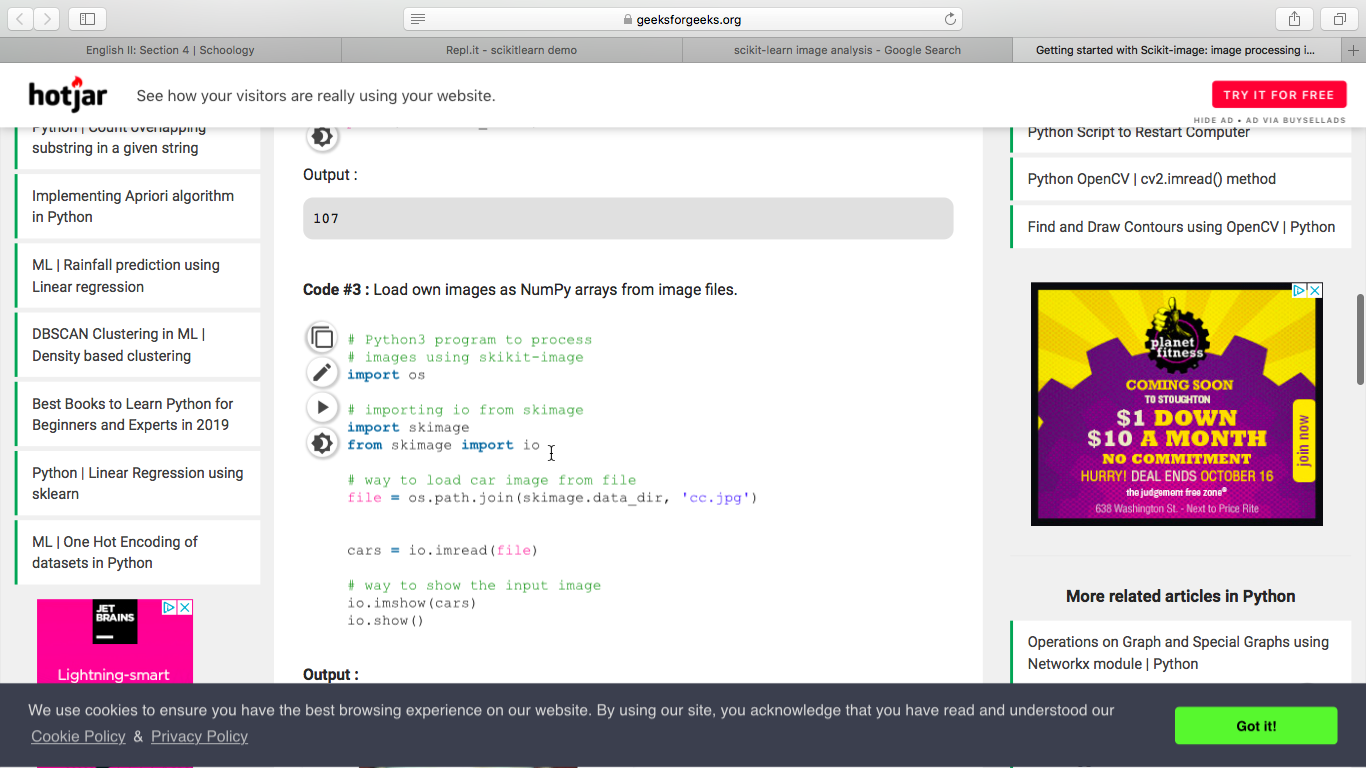 geeksforgeeks.org
English II: Section 4 | Schoology
Repl.it - scikitlearn demo
scikit-learn image analysis - Google Search
Getting started with Scikit-image: image processing i...
hotjar
See how your visitors are really using your website.
TRY IT FOR FREE
HIDE AD • AD VIA BUYSELLADS
Python | Count overlapping
substring in a given string
Implementing Apriori algorithm
in Python
ML | Rainfall prediction using
Linear regression
DBSCAN Clustering in ML |
Density based clustering
Best Books to Learn Python for
Beginners and Experts in 2019
Python | Linear Regression using
sklearn
ML | One Hot Encoding of
datasets in Python
JET
BRAINS
Lightning-smart
Output :
107
Code #3 : Load own images as NumPy arrays from image files.
# Python3 program to process
# images using skikit-image
import os
# importing io from skimage
import skimage
from skimage import io
# way to load car image from file
file = os.path.join(skimage.data_dir, 'cc.jpg')
cars = io.imread(file)
# way to show the input image
io.imshow(cars)
io.show()
Output :
Python Script to Restart Computer
Python OpenCV | cv2.imread() method
Find and Draw Contours using OpenCV | Python
planet
fitness
COMING SOON
TO STOUGHTON
$1 DOWN
$10 A MONTH
NO COMMITMENT
HURRY! DEAL ENDS OCTOBER 16
the judgement free zone®
638 Washington St. - Next to Price Rite
join now
More related articles in Python
Operations on Graph and Special Graphs using
Networkx module | Python
We use cookies to ensure you have the best browsing experience on our website. By using our site, you acknowledge that you have read and understood our
Cookie Policy & Privacy Policy
Got it!